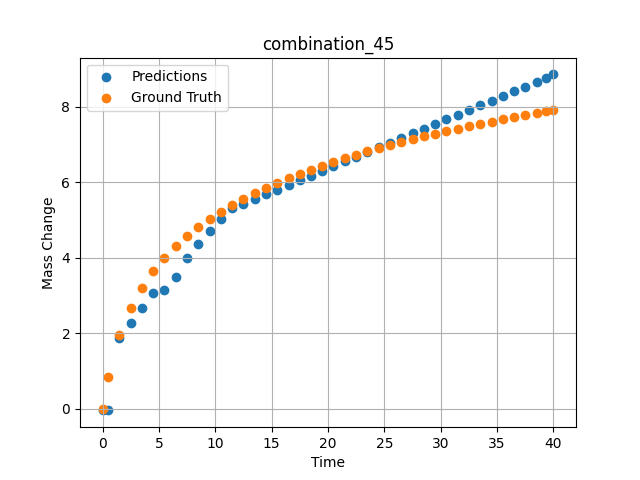 combination_45
Predictions
Ground Truth
Mass Change
8
6
4
2
0
0 5 10 15 20 25 30 35 40
Time